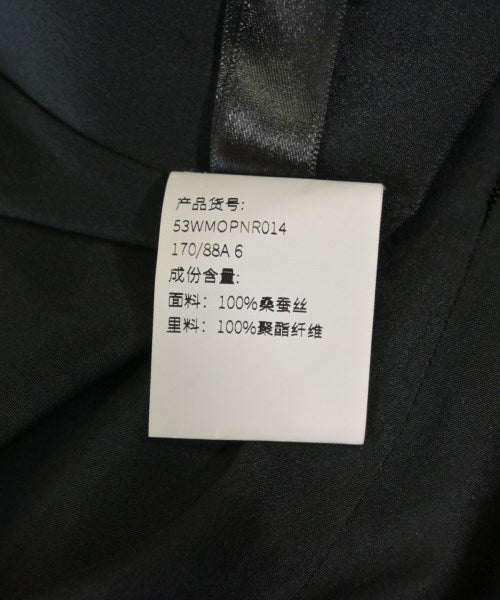 产品货号:
53WMOPNR014
170/88A 6
成份含量:
面料: 100%桑蚕丝
里料: 100%聚酯纤维